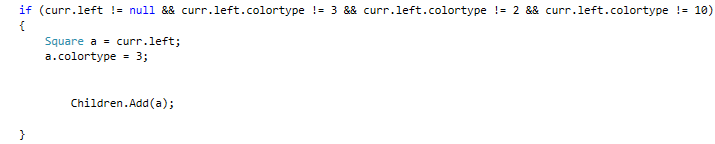 if (curr.left != null && curr.left.colortype != 3 && curr.left.colortype != 2 && curr.left.colortype != 10)
{
Square a = curr.left;
a.colortype = 3;
Children.Add(a);
}